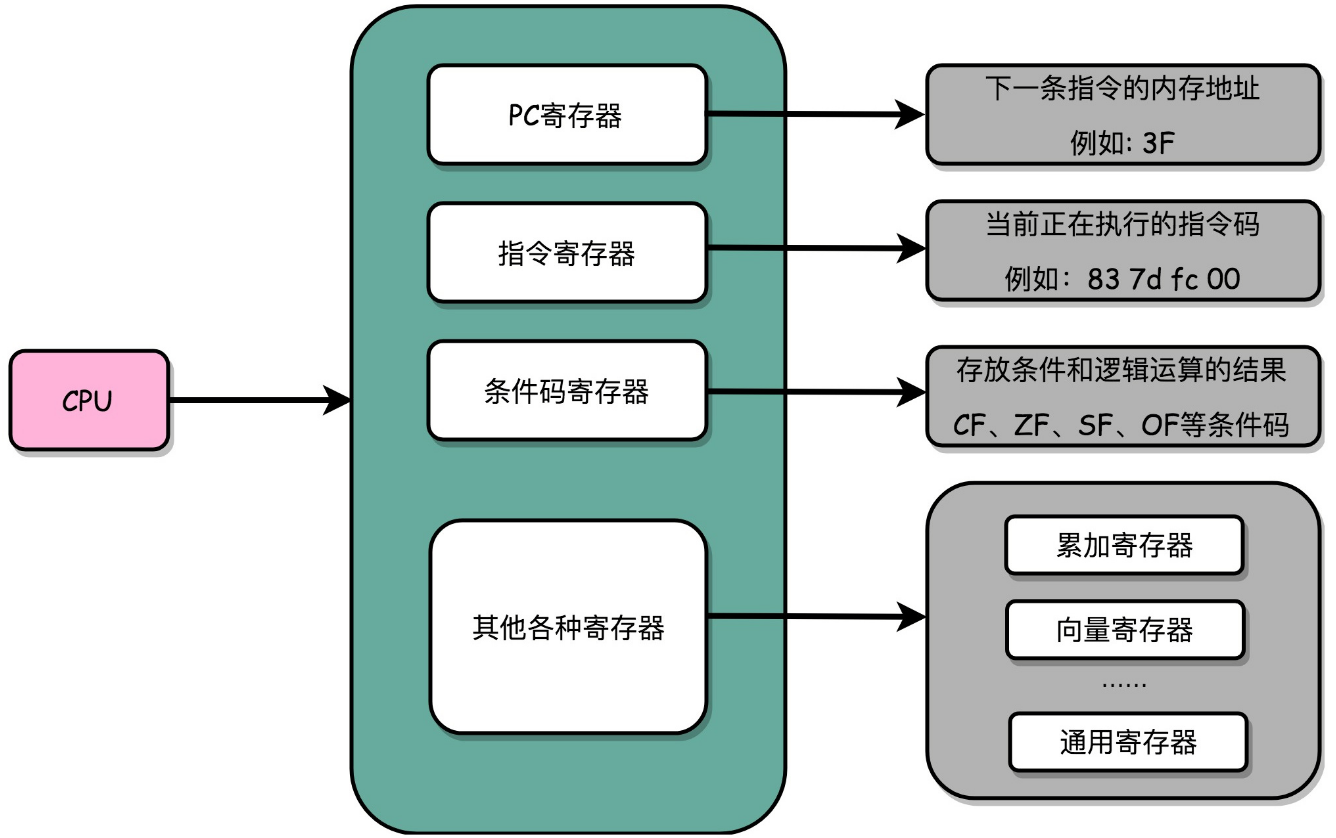 CPU
PC寄存器
下一条指令的内存地址
例如: 3F
指令寄存器
当前正在执行的指令码
例如：83 7d fc 00
条件码寄存器
存放条件和逻辑运算的结果
CF、ZF、SF、OF等条件码
其他各种寄存器
累加寄存器
向量寄存器
……
通用寄存器